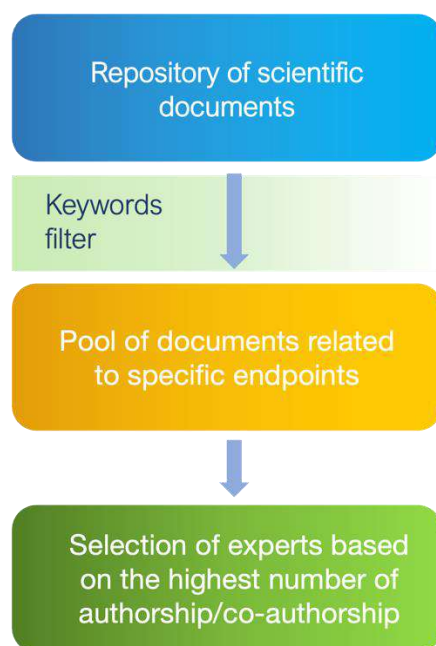 Repository of scientific
documents
Keywords
filter
Pool of documents related
to specific endpoints
Selection of experts based
on the highest number of
authorship/co-authorship